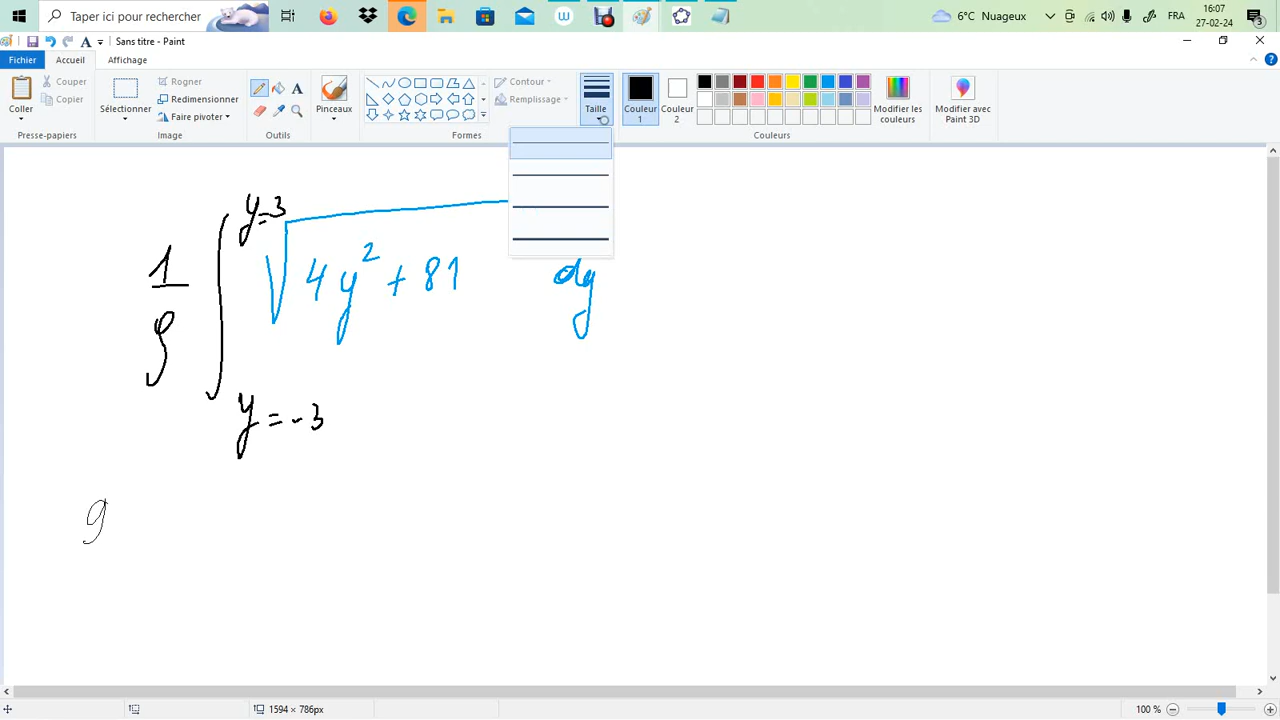 Taper ici pour rechercher
6°C Nuageux FRA 16:07 27-02-24 3
Sans titre - Paint
Fichier Accueil Affichage
Coller Couper Copier Presse-papiers
Sélectionner Rogner Redimensionner Faire pivoter Image
Outils
Pinceaux
Contour Remplissage Formes
Taille
Couleur 1 Couleur 2 Modifier les couleurs Couleurs
Modifier avec Paint 3D
y=3
1/9 ∫ √4y²+81 dy
y=-3
9
1594 × 786px 100 %